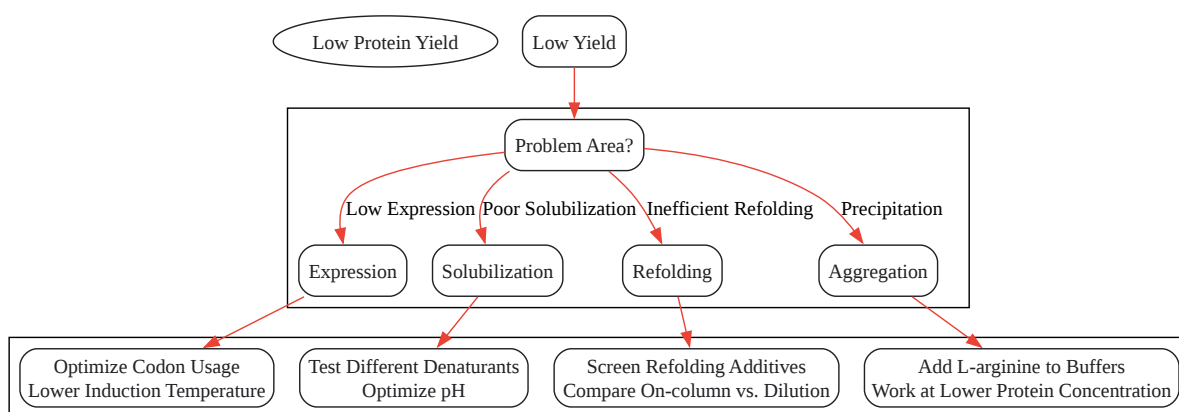 Low Protein Yield
Low Yield
Problem Area?
Low Expression
Poor Solubilization
Inefficient Refolding
Precipitation
Expression
Solubilization
Refolding
Aggregation
Optimize Codon Usage
Lower Induction Temperature
Test Different Denaturants
Optimize pH
Screen Refolding Additives
Compare On-column vs. Dilution
Add L-arginine to Buffers
Work at Lower Protein Concentration